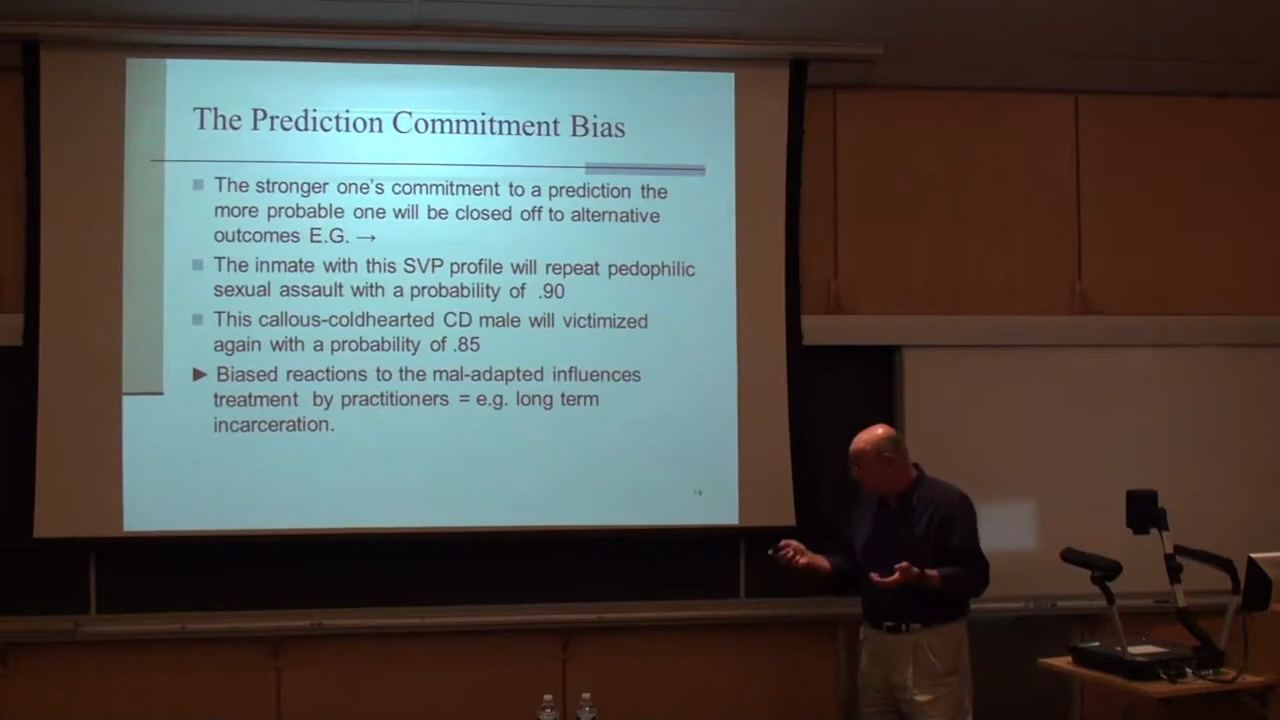 The Prediction Commitment Bias
The stronger one's commitment to a prediction the
more probable one will be closed off to alternative
outcomes E.G. →
The inmate with this SVP profile will repeat pedophilic
sexual assault with a probability of .90
This callous-coldhearted CD male will victimized
again with a probability of .85
Biased reactions to the mal-adapted influences
treatment by practitioners = e.g. long term
incarceration.